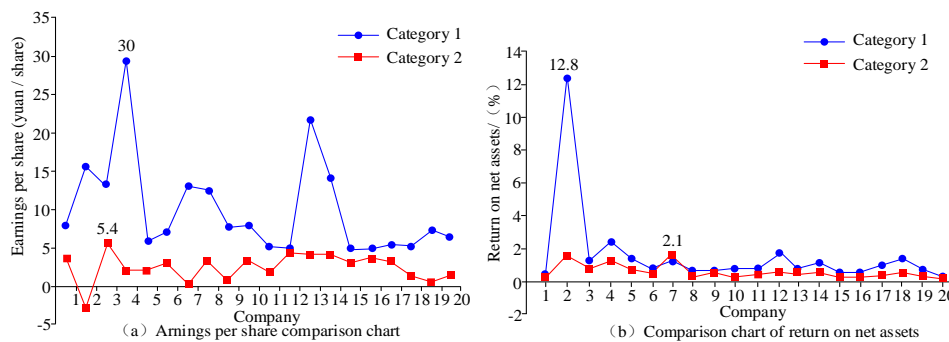 35
30
25
20
15
10
5
0
-5
Earnings per share (yuan / share)
30
5.4
Category 1
Category 2
1 2 3 4 5 6 7 8 9 10 11 12 13 14 15 16 17 18 19 20
Company
（a）Arnings per share comparison chart
14
12
10
8
6
4
2
0
-2
Return on net assets/（%）
12.8
2.1
Category 1
Category 2
1 2 3 4 5 6 7 8 9 10 11 12 13 14 15 16 17 18 19 20
Company
（b）Comparison chart of return on net assets